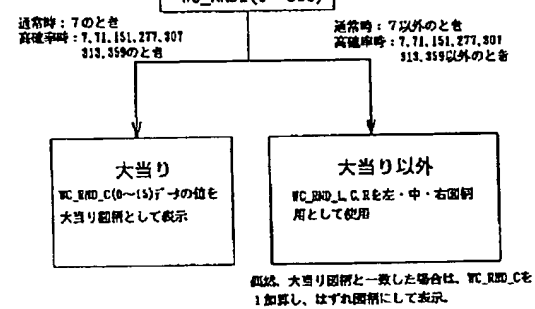 通常時：7のとき
高確率時：7,71,151,277,307
313,359のとき
通常時：7以外のとき
高確率時：7,71,151,277,307
313,359以外のとき
大当り
WC_RND_C(0～15)データの値を
大当り図柄として表示
大当り以外
WC_RND_L,C,Rを左・中・右図柄
用として使用
偶然、大当り図柄と一致した場合は、WC_RND_Cを
1加算し、はずれ図柄にして表示。